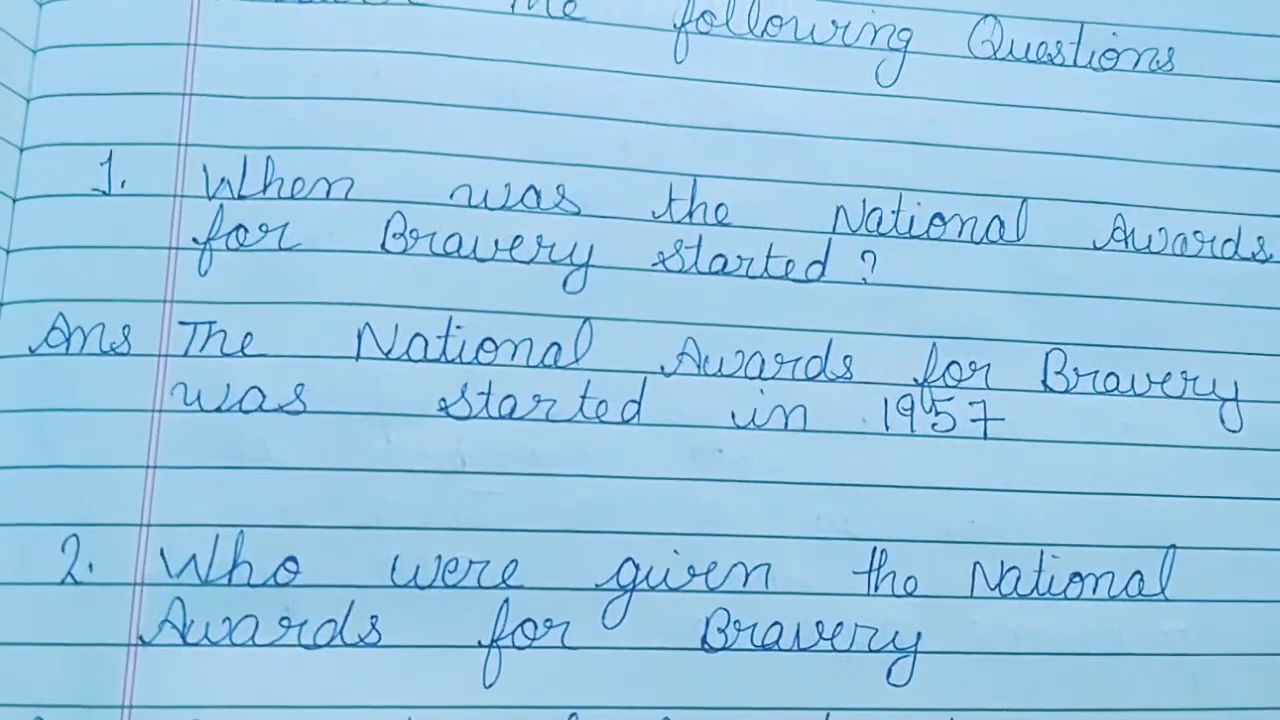 the following Questions
1. When was the National Awards
for Bravery started?
Ans The National Awards for Bravery
was started in 1957
2. Who were given the National
Awards for Bravery